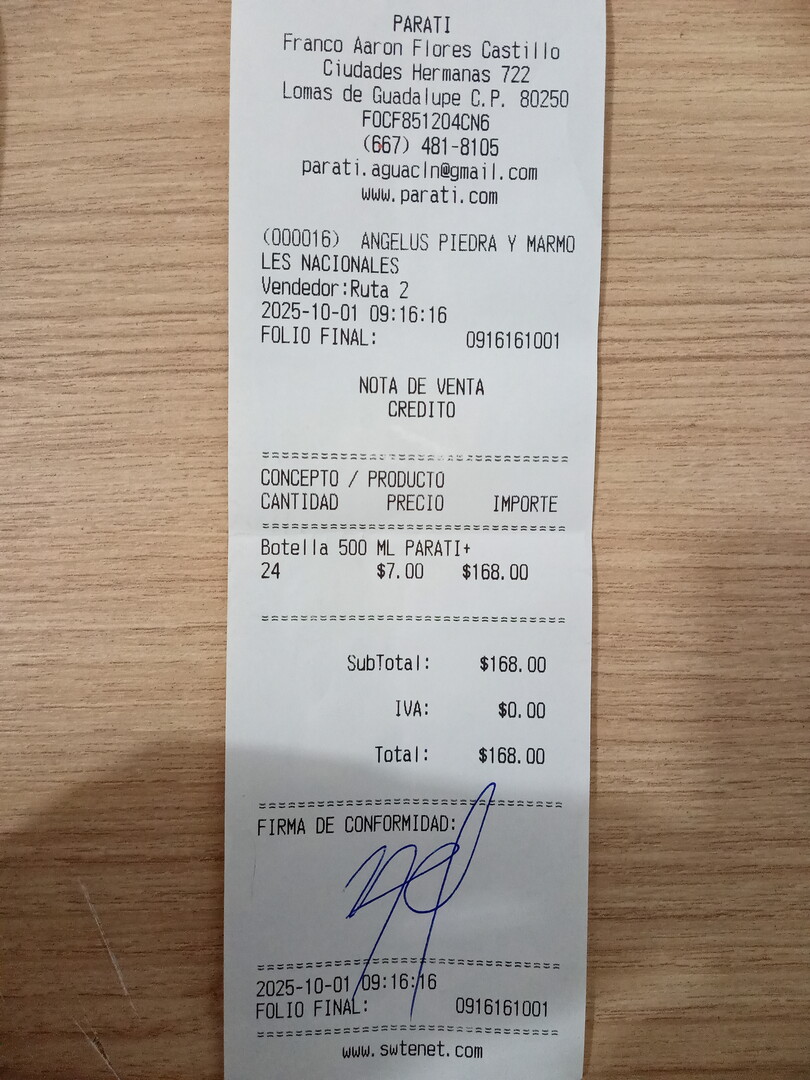 PARATI
Franco Aaron Flores Castillo
Ciudades Hermanas 722
Lomas de Guadalupe C.P. 80250
FOCF851204CN6
(667) 481-8105
parati.aguacln@gmail.com
www.parati.com
(000016) ANGELUS PIEDRA Y MARMO
LES NACIONALES
Vendedor:Ruta 2
2025-10-01 09:16:16
FOLIO FINAL: 0916161001
NOTA DE VENTA
CREDITO
================================
CONCEPTO / PRODUCTO
CANTIDAD PRECIO IMPORTE
================================
Botella 500 ML PARATI+
24 $7.00 $168.00
================================
SubTotal: $168.00
IVA: $0.00
Total: $168.00
================================
FIRMA DE CONFORMIDAD:
================================
2025-10-01 09:16:16
FOLIO FINAL: 0916161001
================================
www.swtenet.com